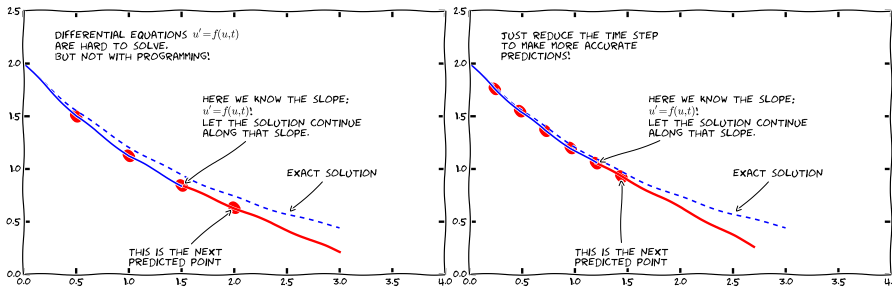 DIFFERENTIAL EQUATIONS u'=f(u,t)
ARE HARD TO SOLVE.
BUT NOT WITH PROGRAMMING!
HERE WE KNOW THE SLOPE:
u'=f(u,t)!
LET THE SOLUTION CONTINUE
ALONG THAT SLOPE.
EXACT SOLUTION
THIS IS THE NEXT
PREDICTED POINT
2.5
2.0
1.5
1.0
0.5
0.0
0.0 0.5 1.0 1.5 2.0 2.5 3.0 3.5 4.0
JUST REDUCE THE TIME STEP
TO MAKE MORE ACCURATE
PREDICTIONS!
HERE WE KNOW THE SLOPE:
u'=f(u,t)!
LET THE SOLUTION CONTINUE
ALONG THAT SLOPE.
EXACT SOLUTION
THIS IS THE NEXT
PREDICTED POINT
2.5
2.0
1.5
1.0
0.5
0.0
0.0 0.5 1.0 1.5 2.0 2.5 3.0 3.5